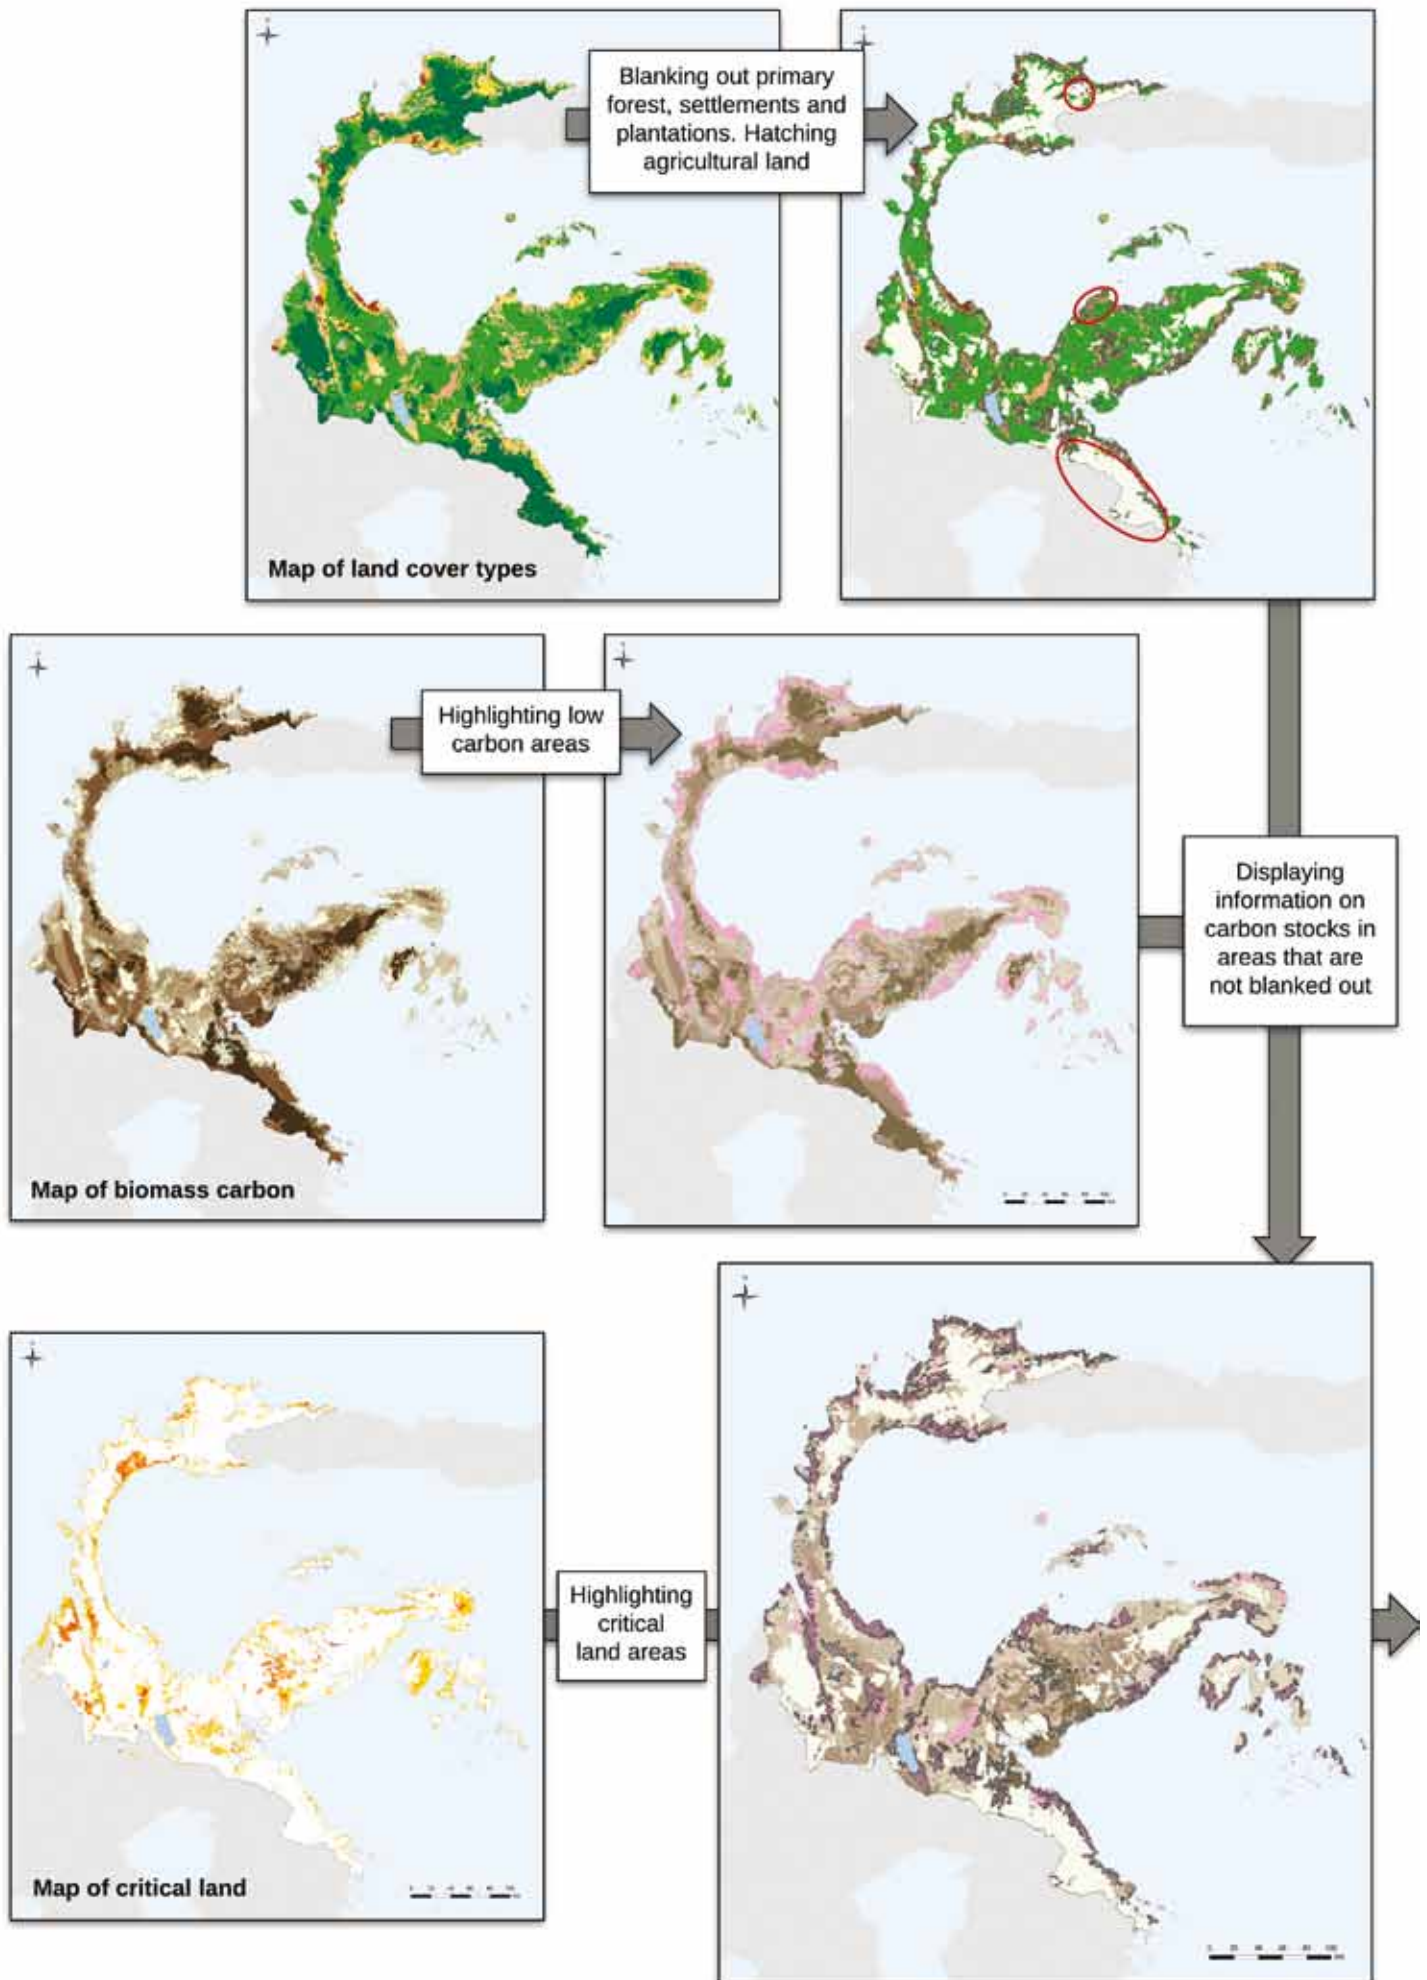 Blanking out primary
forest, settlements and
plantations. Hatching
agricultural land
Map of land cover types
Highlighting low
carbon areas
Displaying
information on
carbon stocks in
areas that are
not blanked out
Map of biomass carbon
Highlighting
critical
land areas
Map of critical land